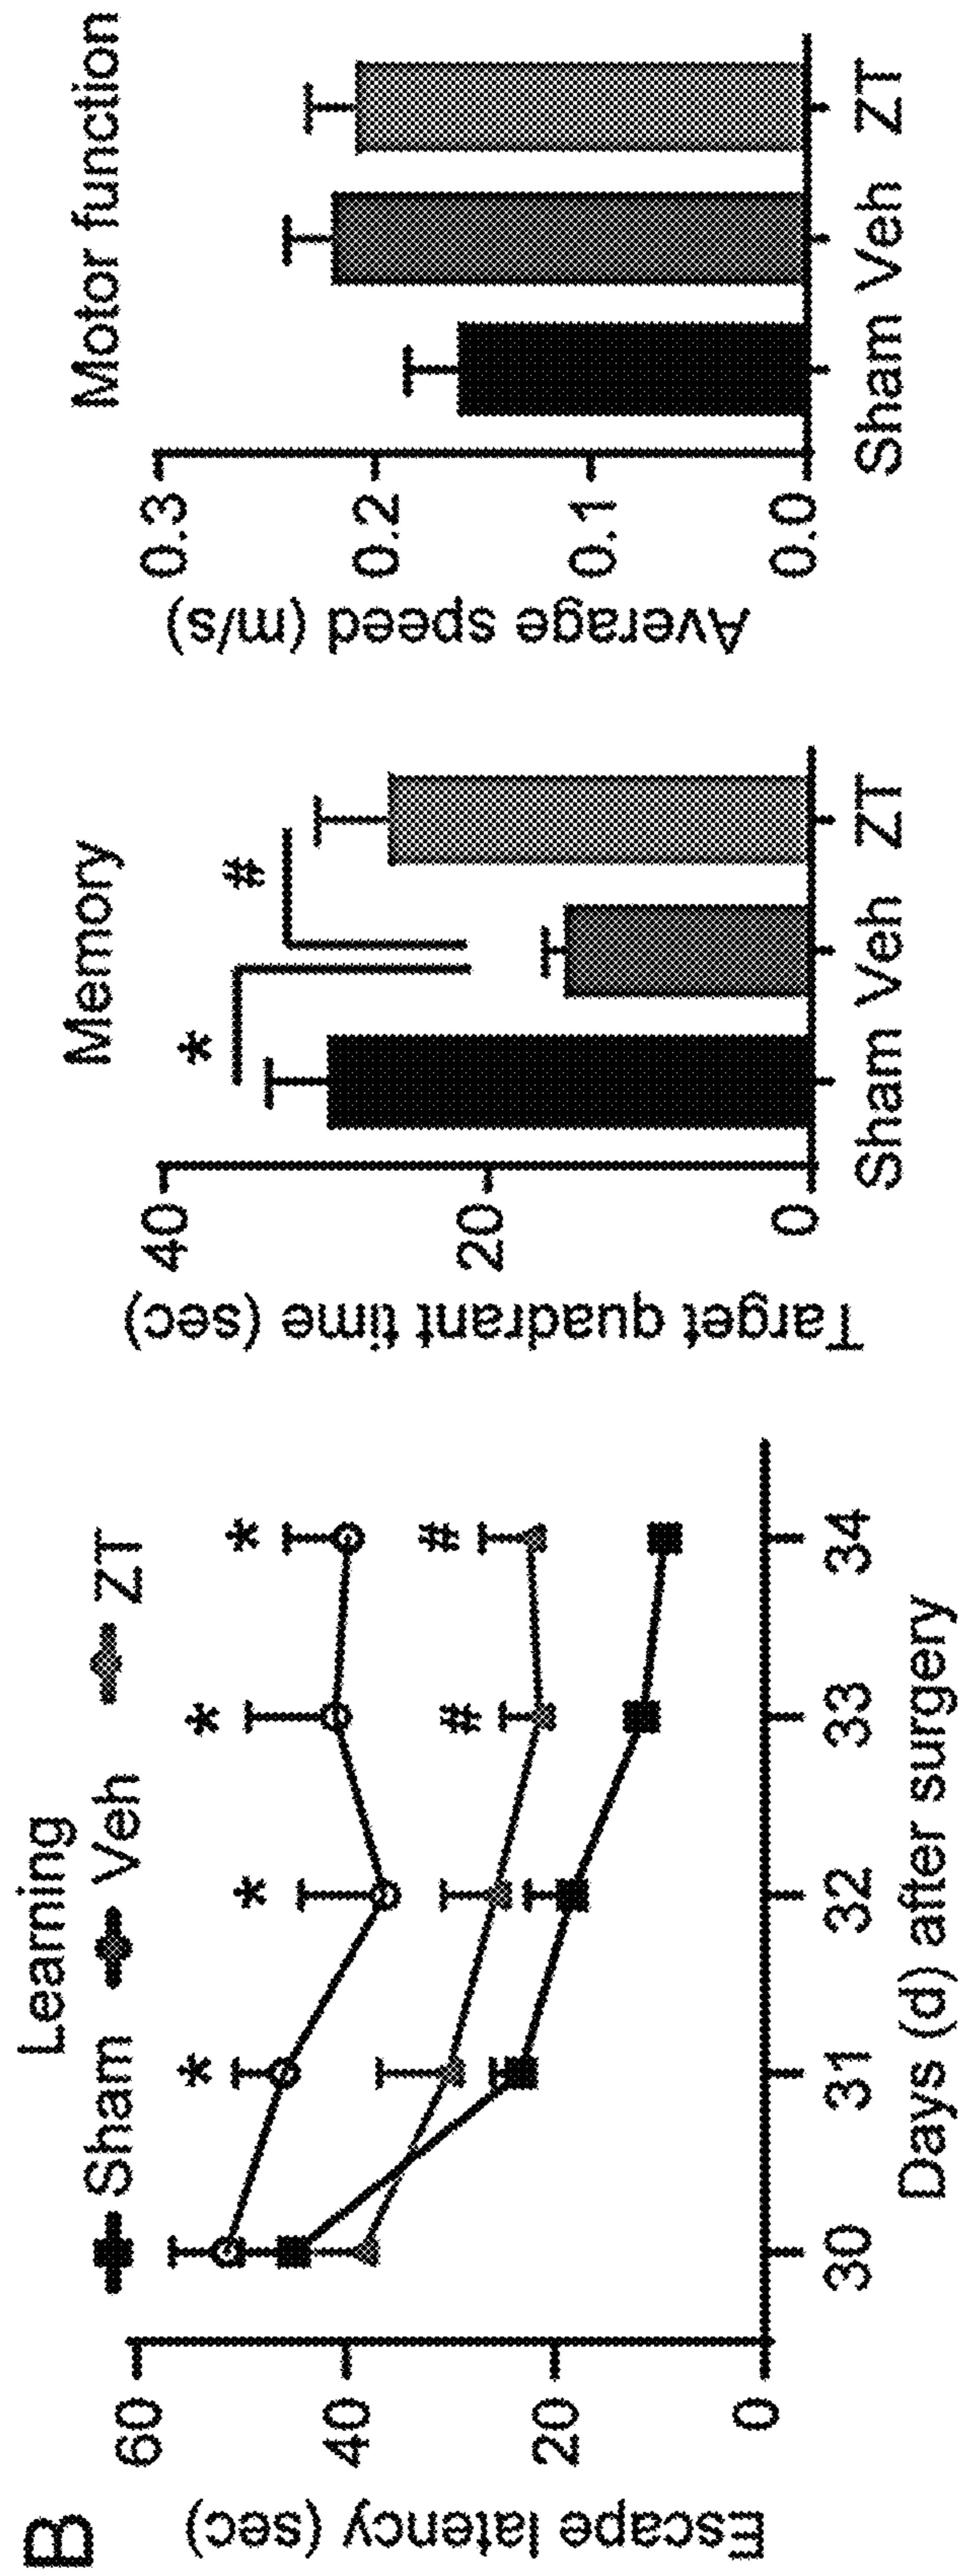 B
Learning
Sham Veh ZT
Escape latency (sec)
60
40
20
0
* * * *
# #
30 31 32 33 34
Days (d) after surgery
Memory
Target quadrant time (sec)
40
20
0
* #
Sham Veh ZT
Motor function
Average speed (m/s)
0.3
0.2
0.1
0.0
Sham Veh ZT